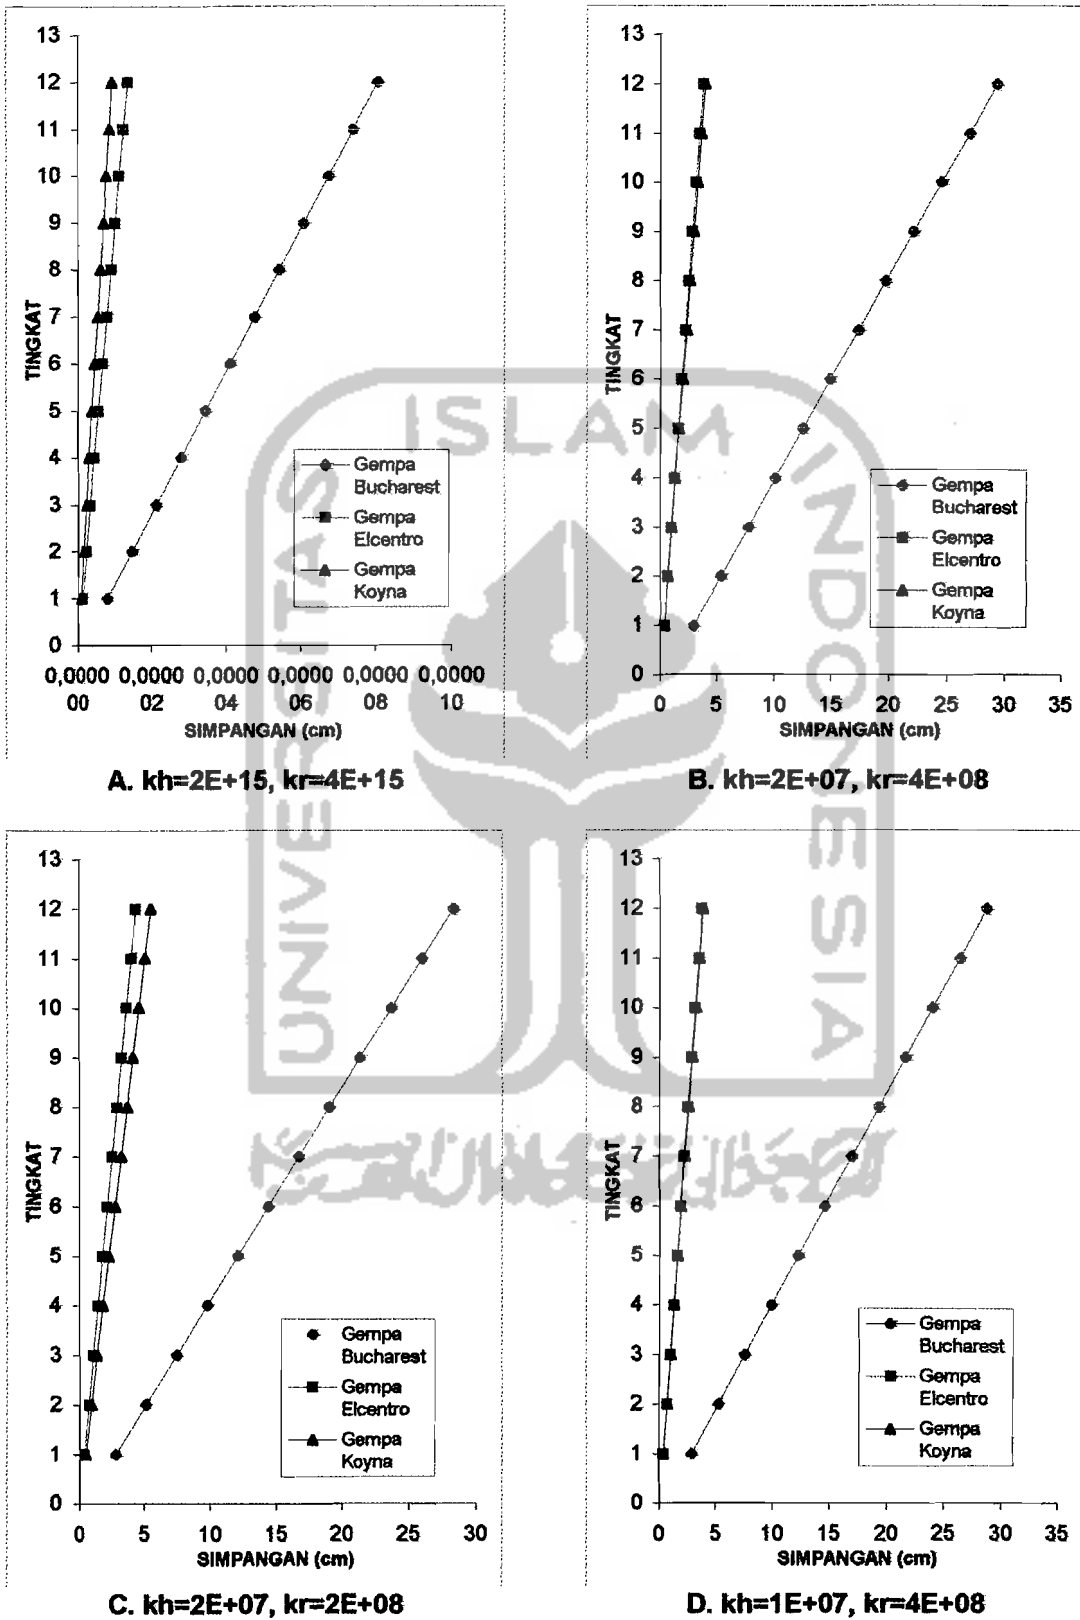 13
12
11
10
9
8
7
6
5
4
3
2
1
0
TINGKAT
0,0000 0,0000 0,0000 0,0000 0,0000 0,0000
00 02 04 06 08 10
SIMPANGAN (cm)
Gempa
Bucharest
Gempa
Elcentro
Gempa
Koyna
A. kh=2E+15, kr=4E+15
13
12
11
10
9
8
7
6
5
4
3
2
1
0
TINGKAT
0 5 10 15 20 25 30 35
SIMPANGAN (cm)
Gempa
Bucharest
Gempa
Elcentro
Gempa
Koyna
B. kh=2E+07, kr=4E+08
13
12
11
10
9
8
7
6
5
4
3
2
1
0
TINGKAT
0 5 10 15 20 25 30
SIMPANGAN (cm)
Gempa
Bucharest
Gempa
Elcentro
Gempa
Koyna
C. kh=2E+07, kr=2E+08
13
12
11
10
9
8
7
6
5
4
3
2
1
0
TINGKAT
0 5 10 15 20 25 30 35
SIMPANGAN (cm)
Gempa
Bucharest
Gempa
Elcentro
Gempa
Koyna
D. kh=1E+07, kr=4E+08
UNIVERSITAS
ISLAM
INDONESIA